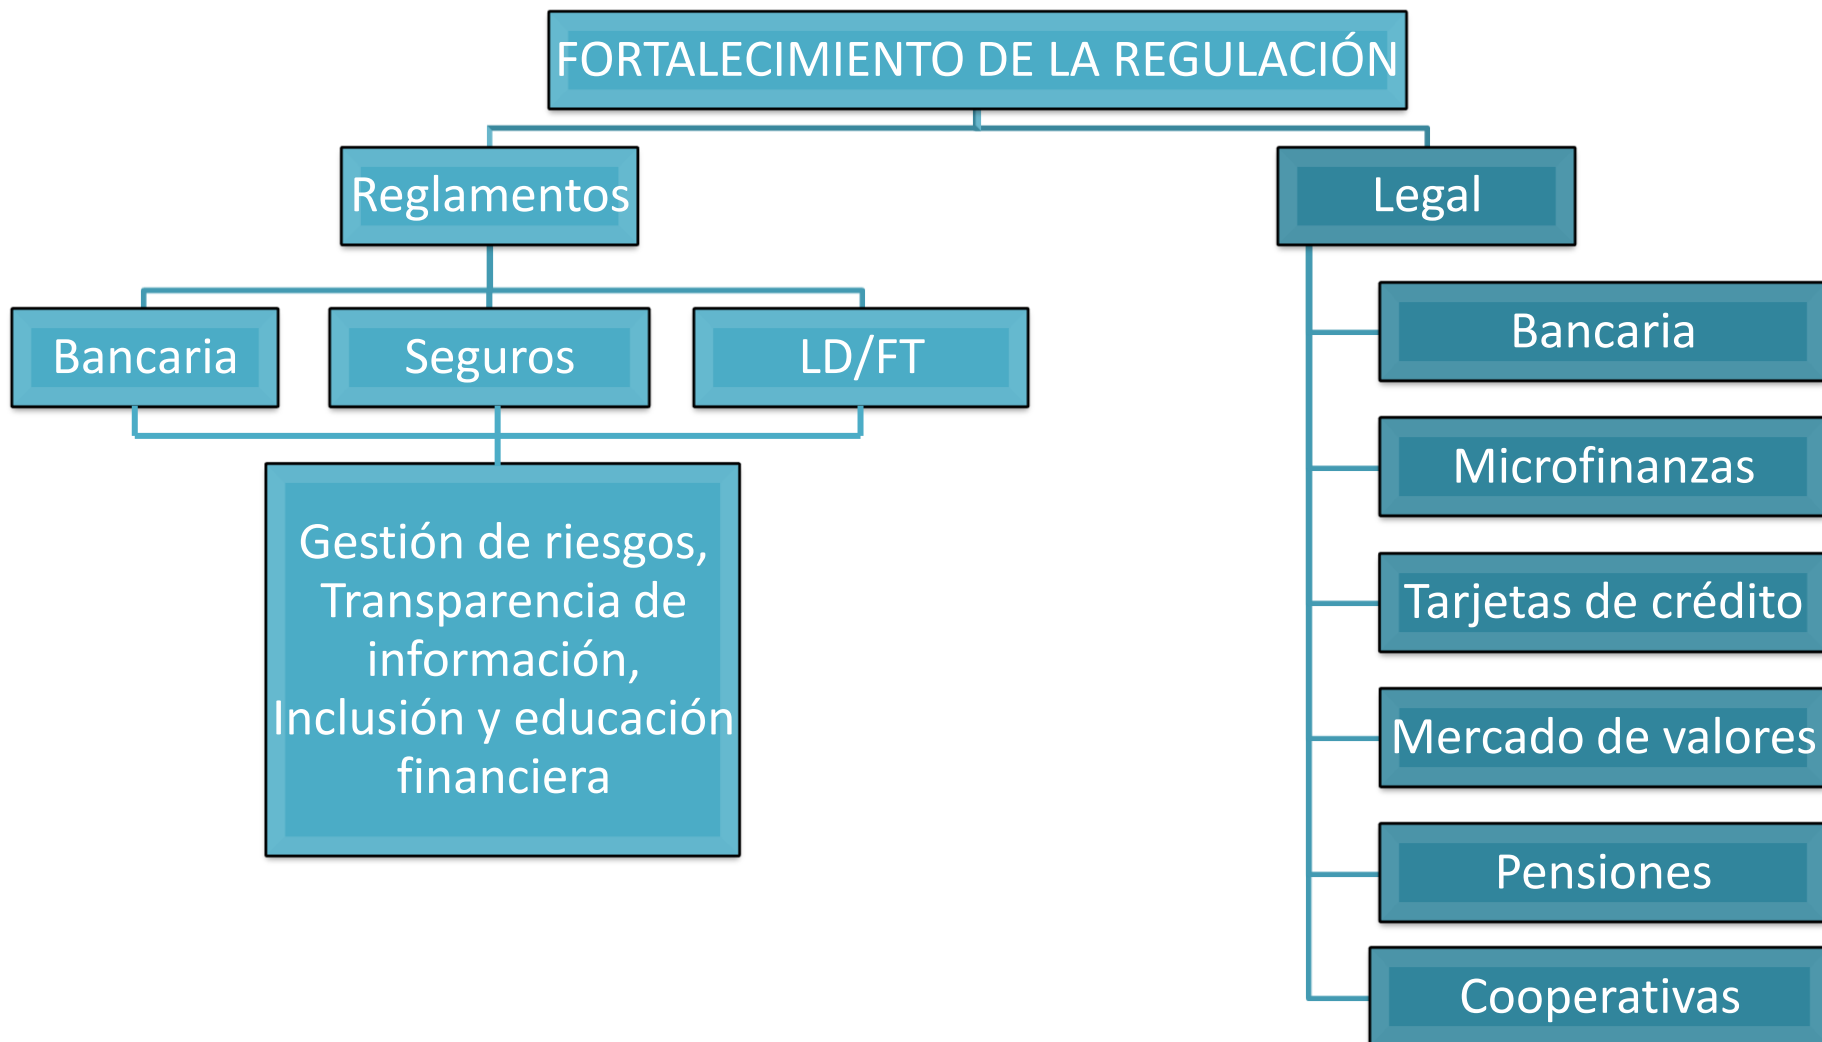 FORTALECIMIENTO DE LA REGULACIÓN
Reglamentos
Legal
Bancaria
Seguros
LD/FT
Gestión de riesgos,
Transparencia de
información,
Inclusión y educación
financiera
Bancaria
Microfinanzas
Tarjetas de crédito
Mercado de valores
Pensiones
Cooperativas